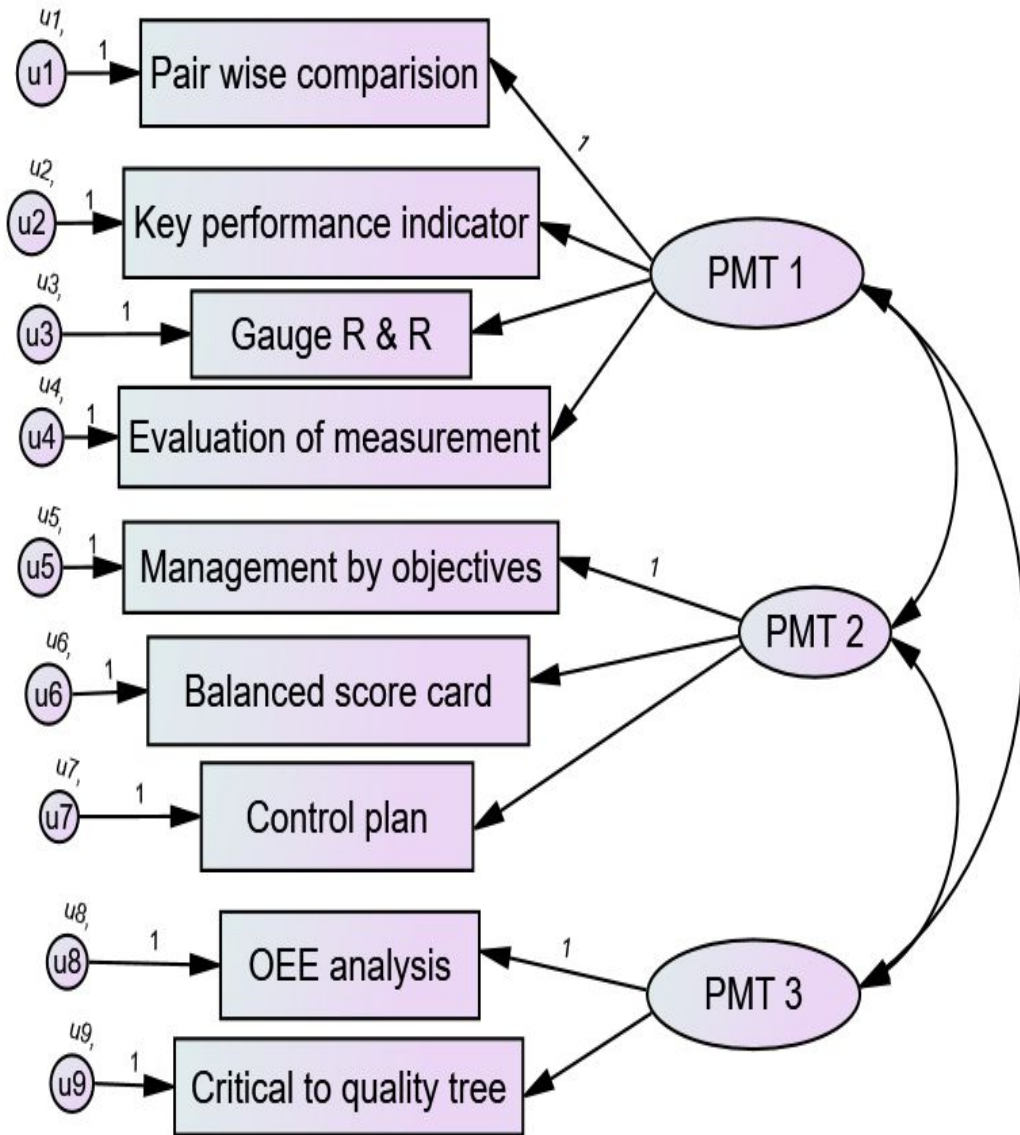 u1,
1
u1
Pair wise comparision
1
u2,
1
u2
Key performance indicator
PMT 1
u3,
1
u3
Gauge R & R
u4,
1
u4
Evaluation of measurement
u5,
1
u5
Management by objectives
1
PMT 2
u6,
1
u6
Balanced score card
u7,
1
u7
Control plan
u8,
1
u8
OEE analysis
1
PMT 3
u9,
1
u9
Critical to quality tree